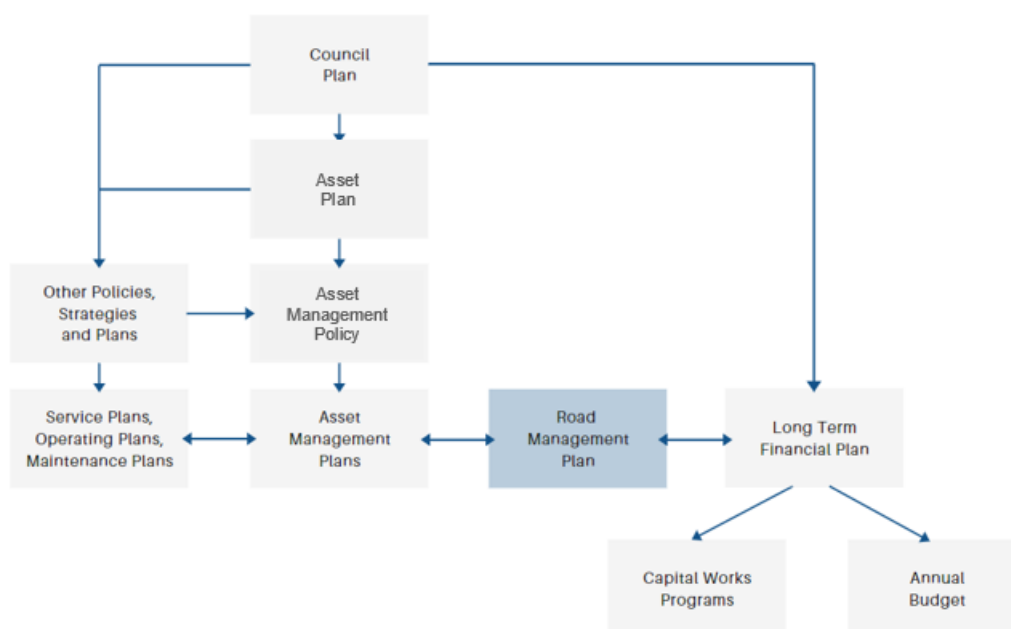 Council
Plan
Asset
Plan
Other Policies,
Strategies
and Plans
Asset
Management
Policy
Service Plans,
Operating Plans,
Maintenance Plans
Asset
Management
Plans
Road
Management
Plan
Long Term
Financial Plan
Capital Works
Programs
Annual
Budget